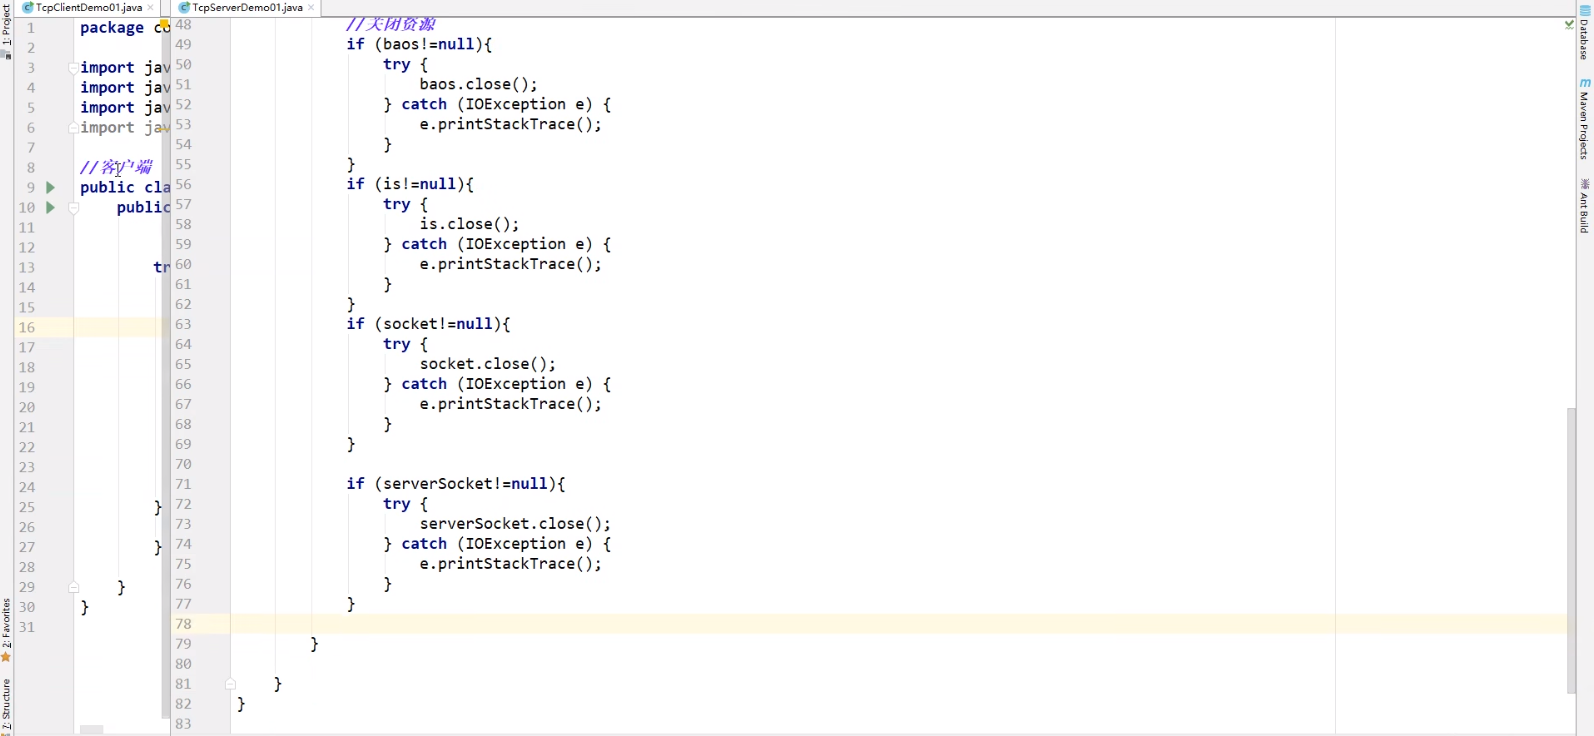 TcpClientDemo01.java
TcpServerDemo01.java
1: Project
1 package co
2
3 import jav
4 import jav
5 import jav
6 import jav
7
8 //客户端
9 public cla
10 public
11
12
13 tr
14
15
16
17
18
19
20
21
22
23
24
25 }
26
27 }
28
29 }
30 }
31
2: Favorites
7: Structure
48 //关闭资源
49 if (baos!=null){
50 try {
51 baos.close();
52 } catch (IOException e) {
53 e.printStackTrace();
54 }
55 }
56 if (is!=null){
57 try {
58 is.close();
59 } catch (IOException e) {
60 e.printStackTrace();
61 }
62 }
63 if (socket!=null){
64 try {
65 socket.close();
66 } catch (IOException e) {
67 e.printStackTrace();
68 }
69 }
70
71 if (serverSocket!=null){
72 try {
73 serverSocket.close();
74 } catch (IOException e) {
75 e.printStackTrace();
76 }
77 }
78
79 }
80
81 }
82 }
83
Database
Maven Projects
Ant Build